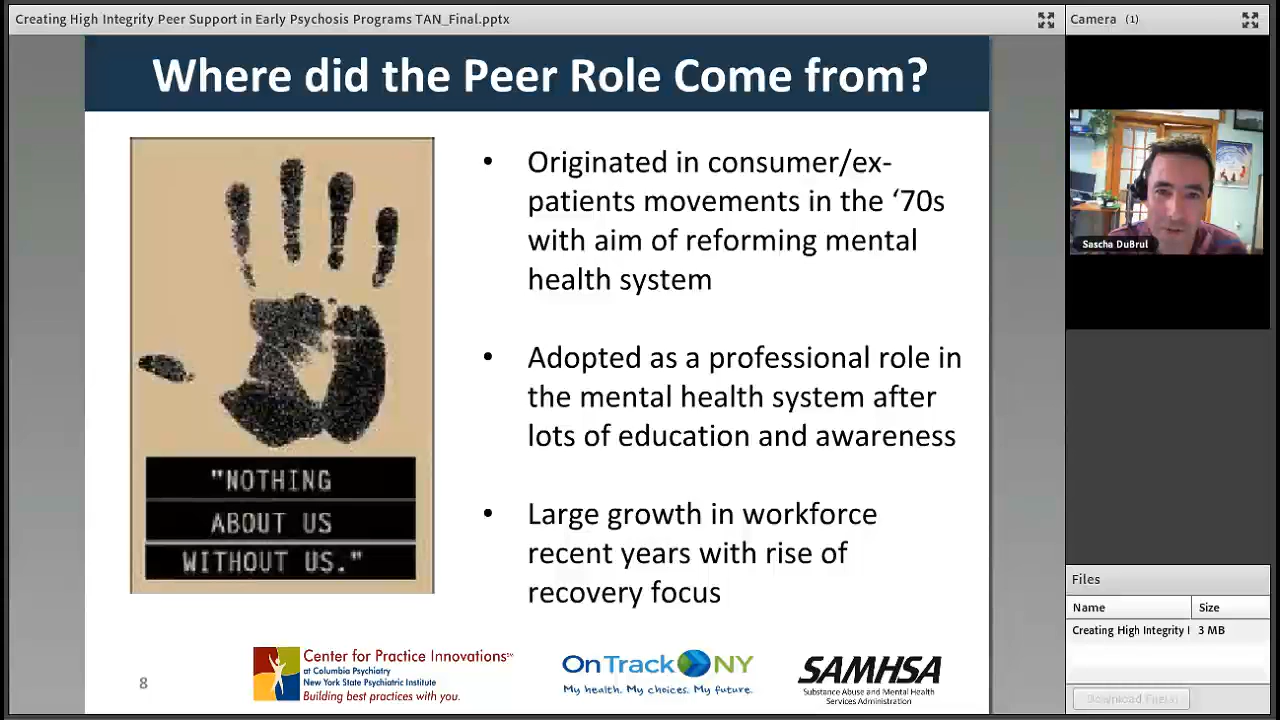 Creating High Integrity Peer Support in Early Psychosis Programs TAN_Final.pptx
Where did the Peer Role Come from?
"NOTHING
ABOUT US
WITHOUT US."
• Originated in consumer/ex-
patients movements in the ‘70s
with aim of reforming mental
health system
• Adopted as a professional role in
the mental health system after
lots of education and awareness
• Large growth in workforce
recent years with rise of
recovery focus
8
Center for Practice Innovations℠
at Columbia Psychiatry
New York State Psychiatric Institute
Building best practices with you.
OnTrackNY
My health. My choices. My future.
SAMHSA
Substance Abuse and Mental Health
Services Administration
Camera (1)
Sascha DuBrul
Files
Name Size
Creating High Integrity 3 MB
Download File(s)